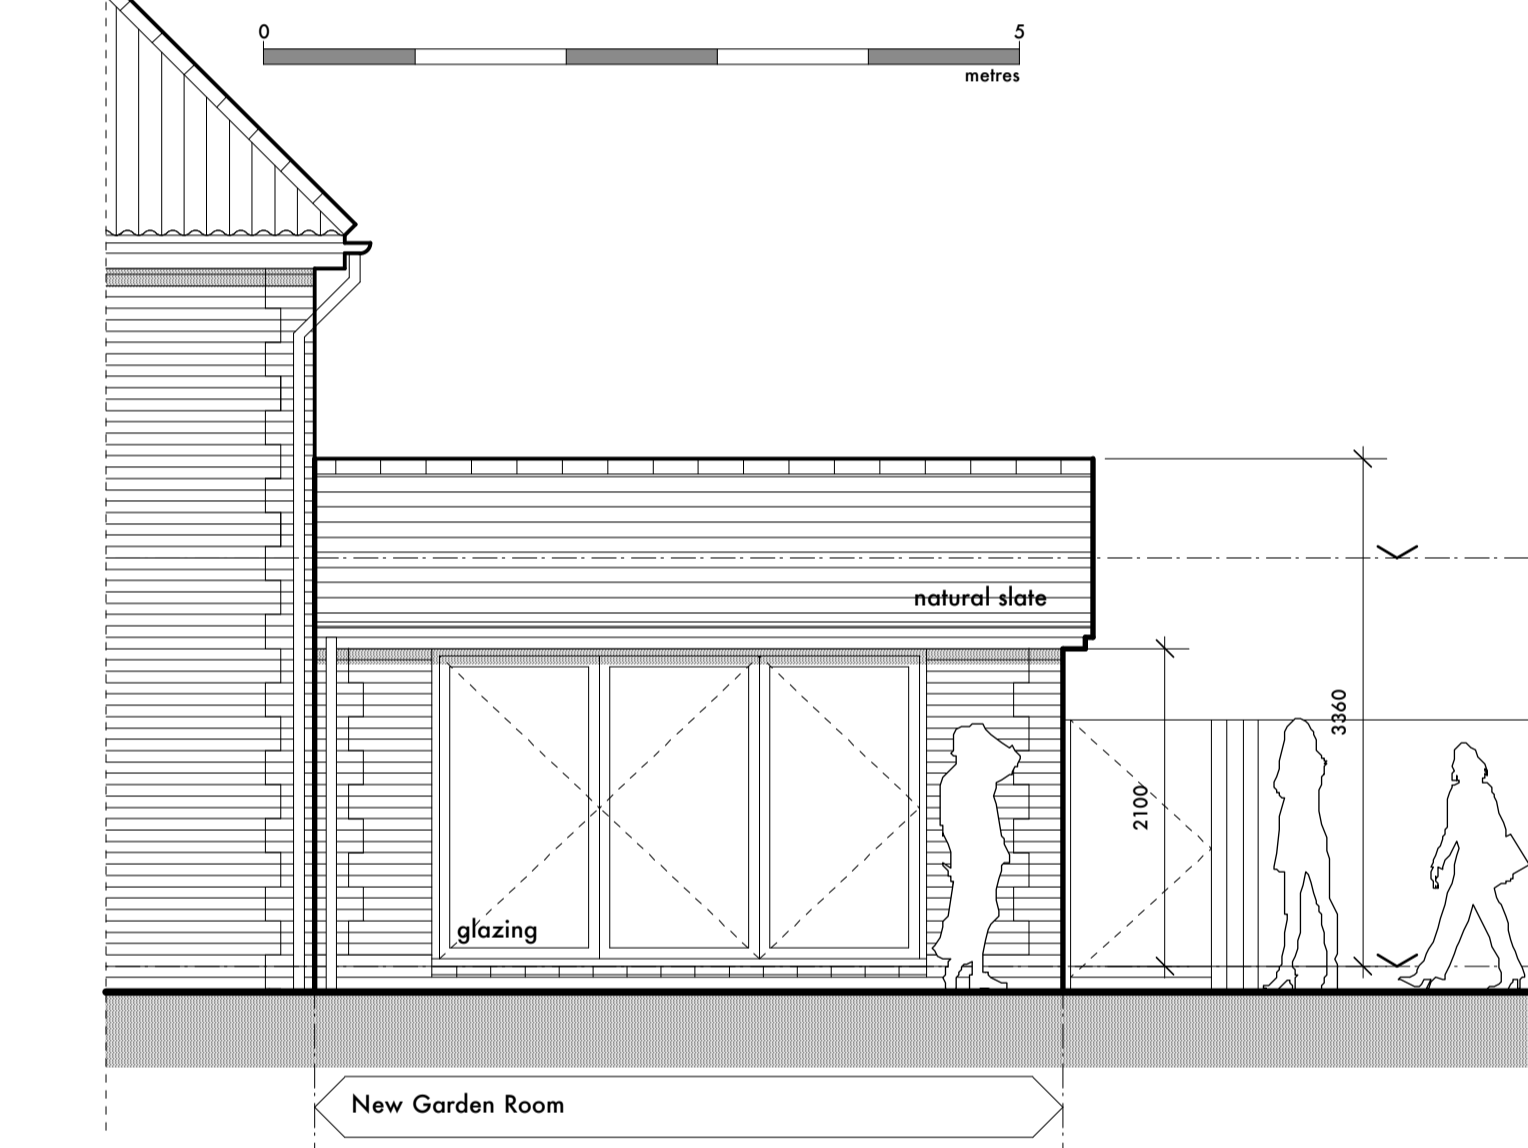 0
5
metres
natural slate
3360
2100
glazing
New Garden Room